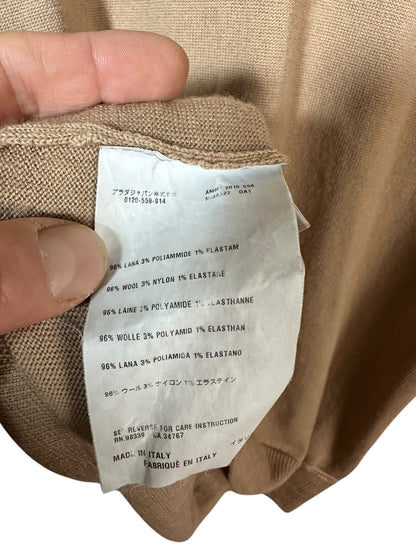 プラダジャパン株式会社
0120-559-914
96% LANA 3% POLIAMMIDE 1% ELASTAM
96% WOOL 3% NYLON 1% ELASTANE
96% LAINE 3% POLYAMIDE 1% ELASTHANNE
96% WOLLE 3% POLYAMID 1% ELASTHAN
96% LANA 3% POLIAMIGA 1% ELASTANO
96% ウール 3% ナイロン 1% エラステイン
REVERSE FOR CARE INSTRUCTION
RN.98339 CA.34767
MADE IN ITALY
FABRIQUÉ EN ITALY